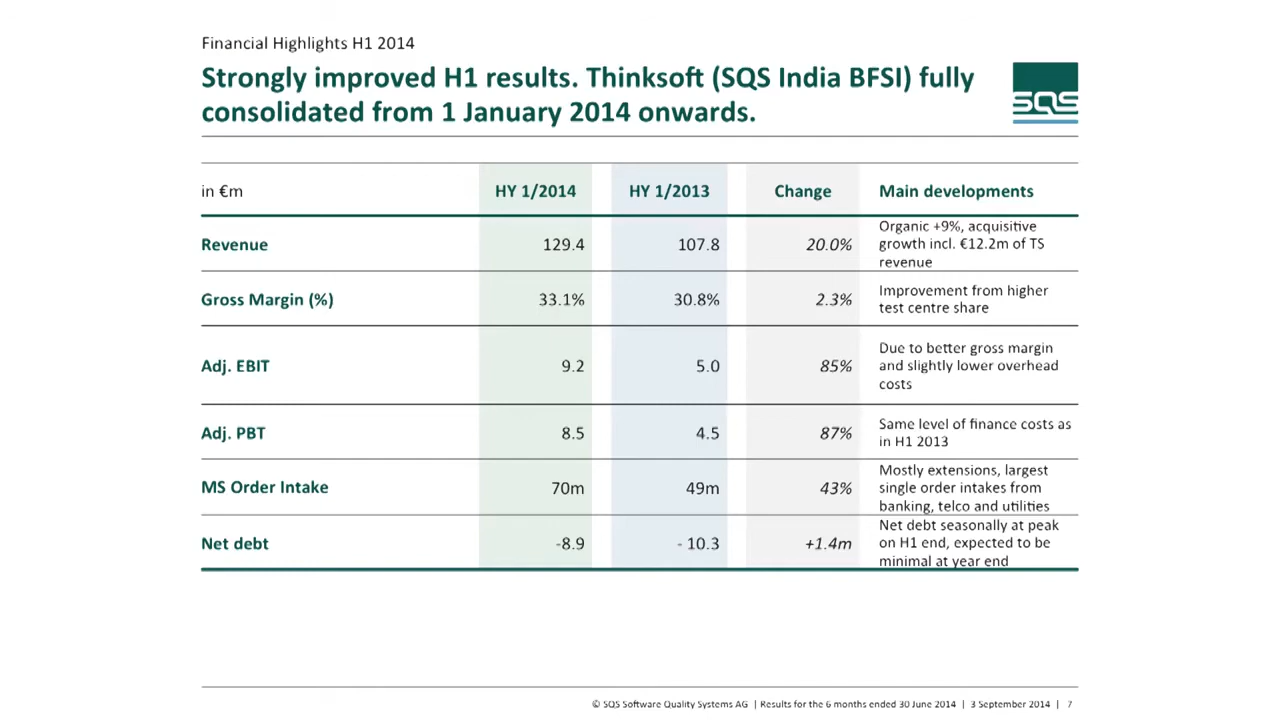 Financial Highlights H1 2014
Strongly improved H1 results. Thinksoft (SQS India BFSI) fully
consolidated from 1 January 2014 onwards.
SQS
in €m HY 1/2014 HY 1/2013 Change Main developments
Revenue 129.4 107.8 20.0% Organic +9%, acquisitive
growth incl. €12.2m of TS
revenue
Gross Margin (%) 33.1% 30.8% 2.3% Improvement from higher
test centre share
Adj. EBIT 9.2 5.0 85% Due to better gross margin
and slightly lower overhead
costs
Adj. PBT 8.5 4.5 87% Same level of finance costs as
in H1 2013
MS Order Intake 70m 49m 43% Mostly extensions, largest
single order intakes from
banking, telco and utilities
Net debt -8.9 - 10.3 +1.4m Net debt seasonally at peak
on H1 end, expected to be
minimal at year end
© SQS Software Quality Systems AG | Results for the 6 months ended 30 June 2014 | 3 September 2014 | 7